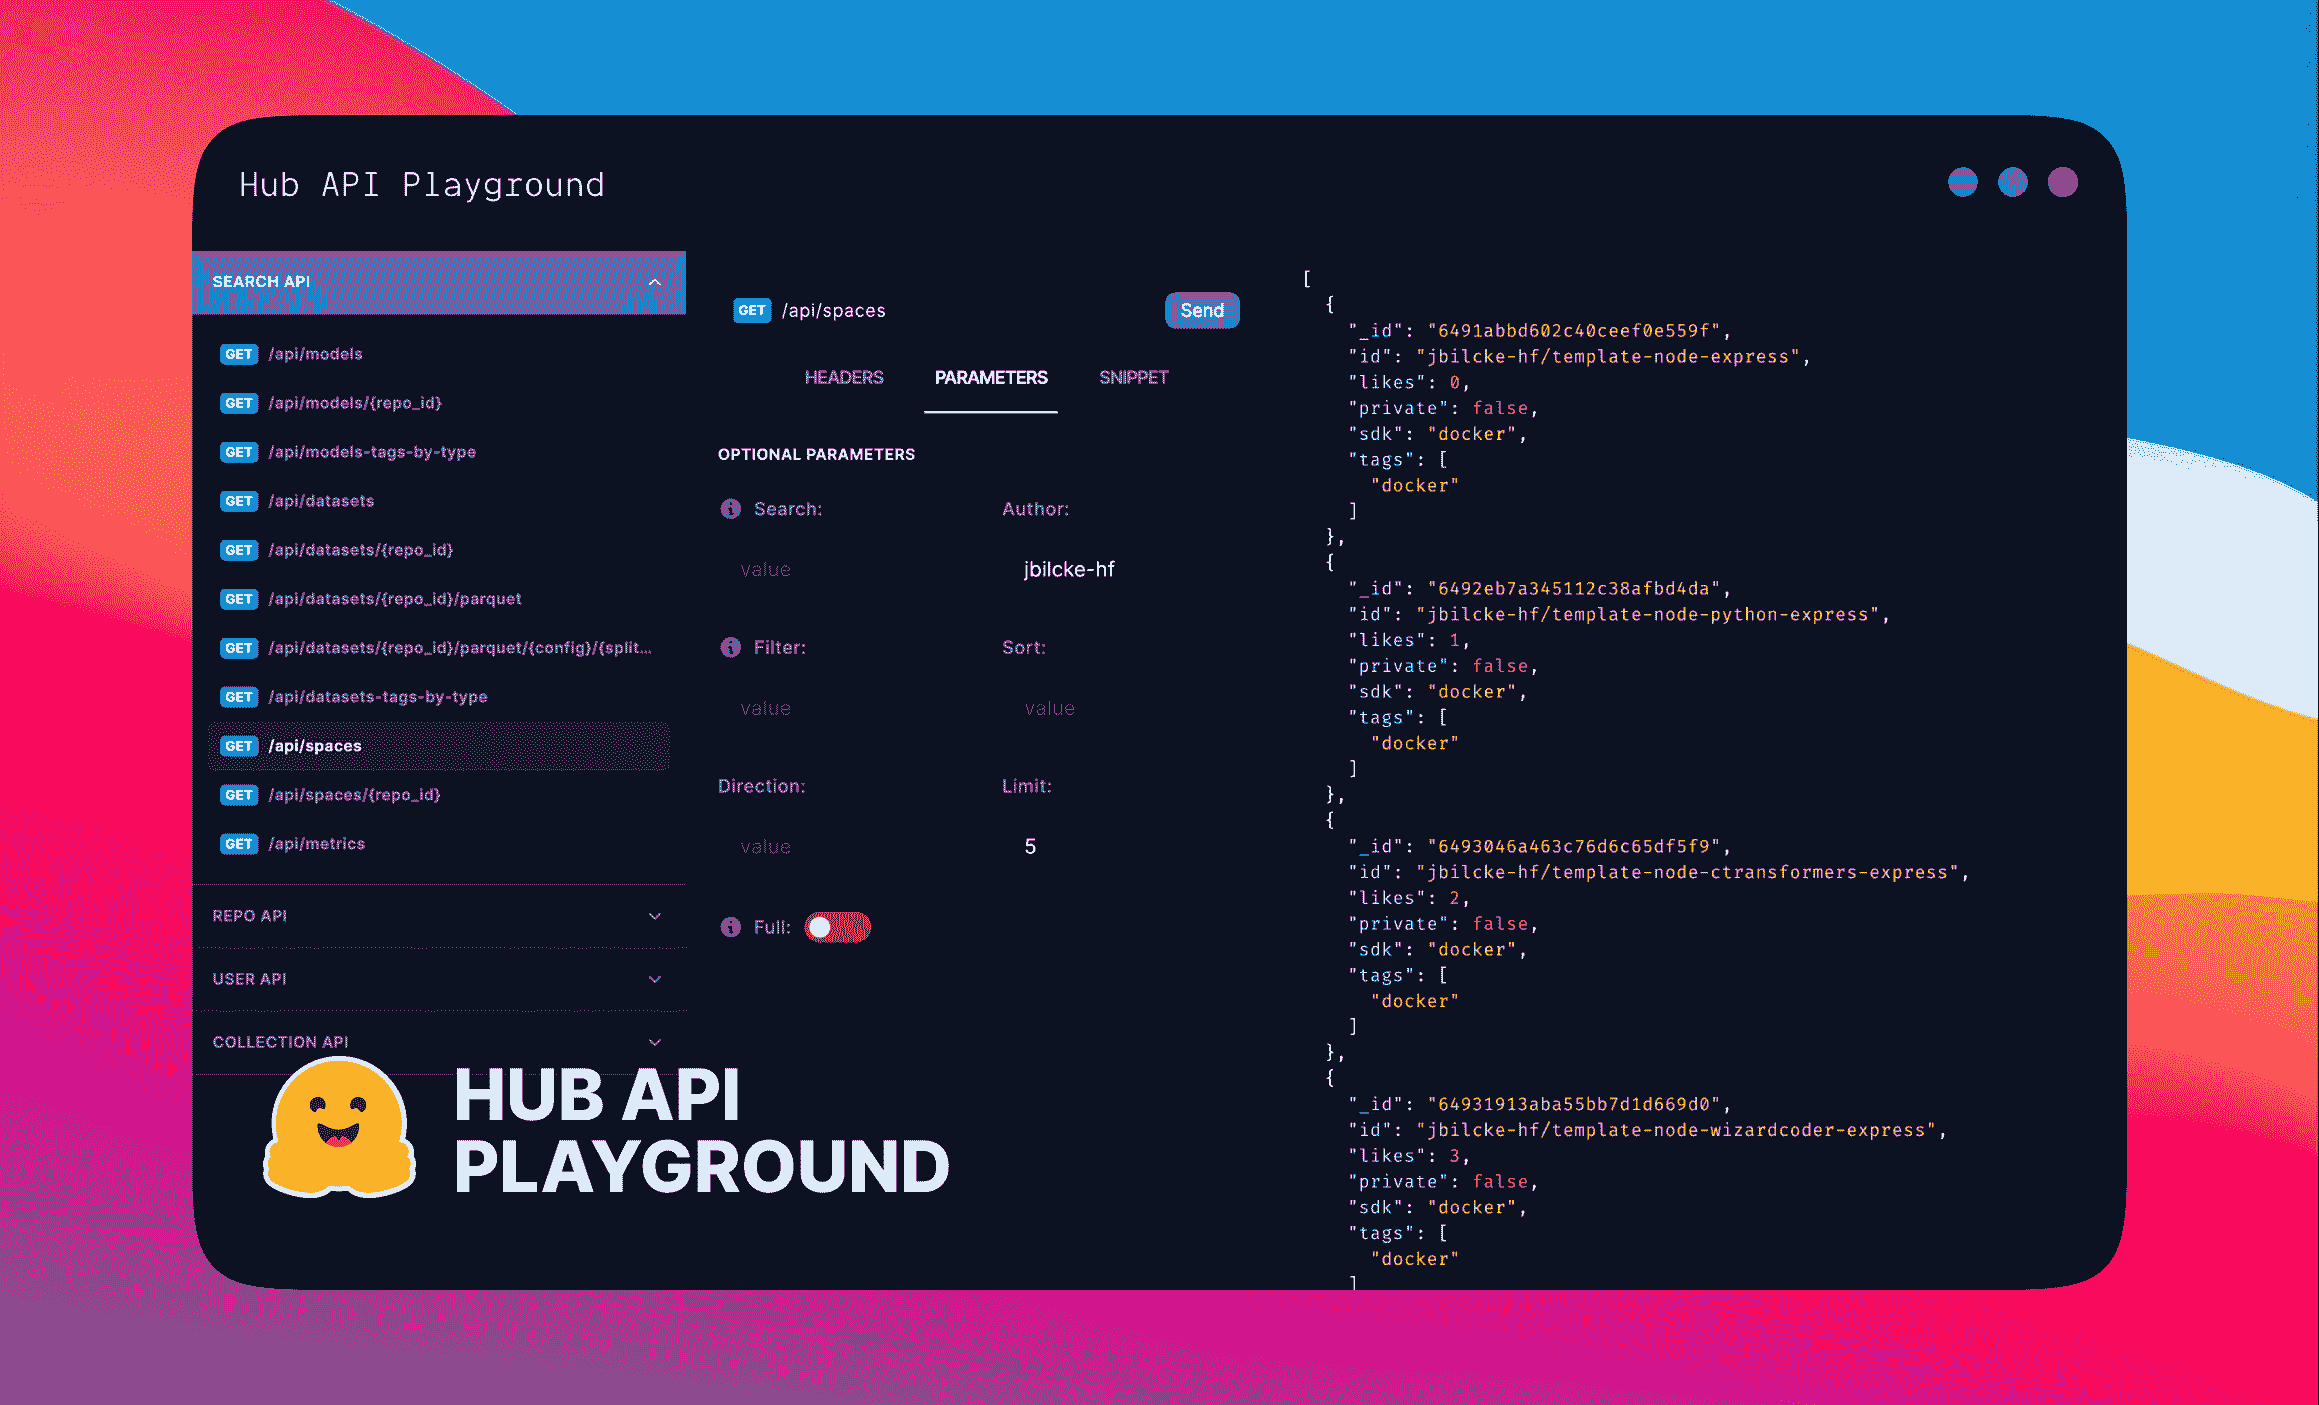 Hub API Playground
SEARCH API
GET /api/models
GET /api/models/{repo_id}
GET /api/models-tags-by-type
GET /api/datasets
GET /api/datasets/{repo_id}
GET /api/datasets/{repo_id}/parquet
GET /api/datasets/{repo_id}/parquet/{config}/{split...
GET /api/datasets-tags-by-type
GET /api/spaces
GET /api/spaces/{repo_id}
GET /api/metrics
REPO API
USER API
COLLECTION API
HUB API
PLAYGROUND
GET /api/spaces Send
HEADERS PARAMETERS SNIPPET
OPTIONAL PARAMETERS
Search: Author:
value jbilcke-hf
Filter: Sort:
value value
Direction: Limit:
value 5
Full:
[
{
"_id": "6491abbd602c40ceef0e559f",
"id": "jbilcke-hf/template-node-express",
"likes": 0,
"private": false,
"sdk": "docker",
"tags": [
"docker"
]
},
{
"_id": "6492eb7a345112c38afbd4da",
"id": "jbilcke-hf/template-node-python-express",
"likes": 1,
"private": false,
"sdk": "docker",
"tags": [
"docker"
]
},
{
"_id": "6493046a463c76d6c65df5f9",
"id": "jbilcke-hf/template-node-ctransformers-express",
"likes": 2,
"private": false,
"sdk": "docker",
"tags": [
"docker"
]
},
{
"_id": "64931913aba55bb7d1d669d0",
"id": "jbilcke-hf/template-node-wizardcoder-express",
"likes": 3,
"private": false,
"sdk": "docker",
"tags": [
"docker"
]